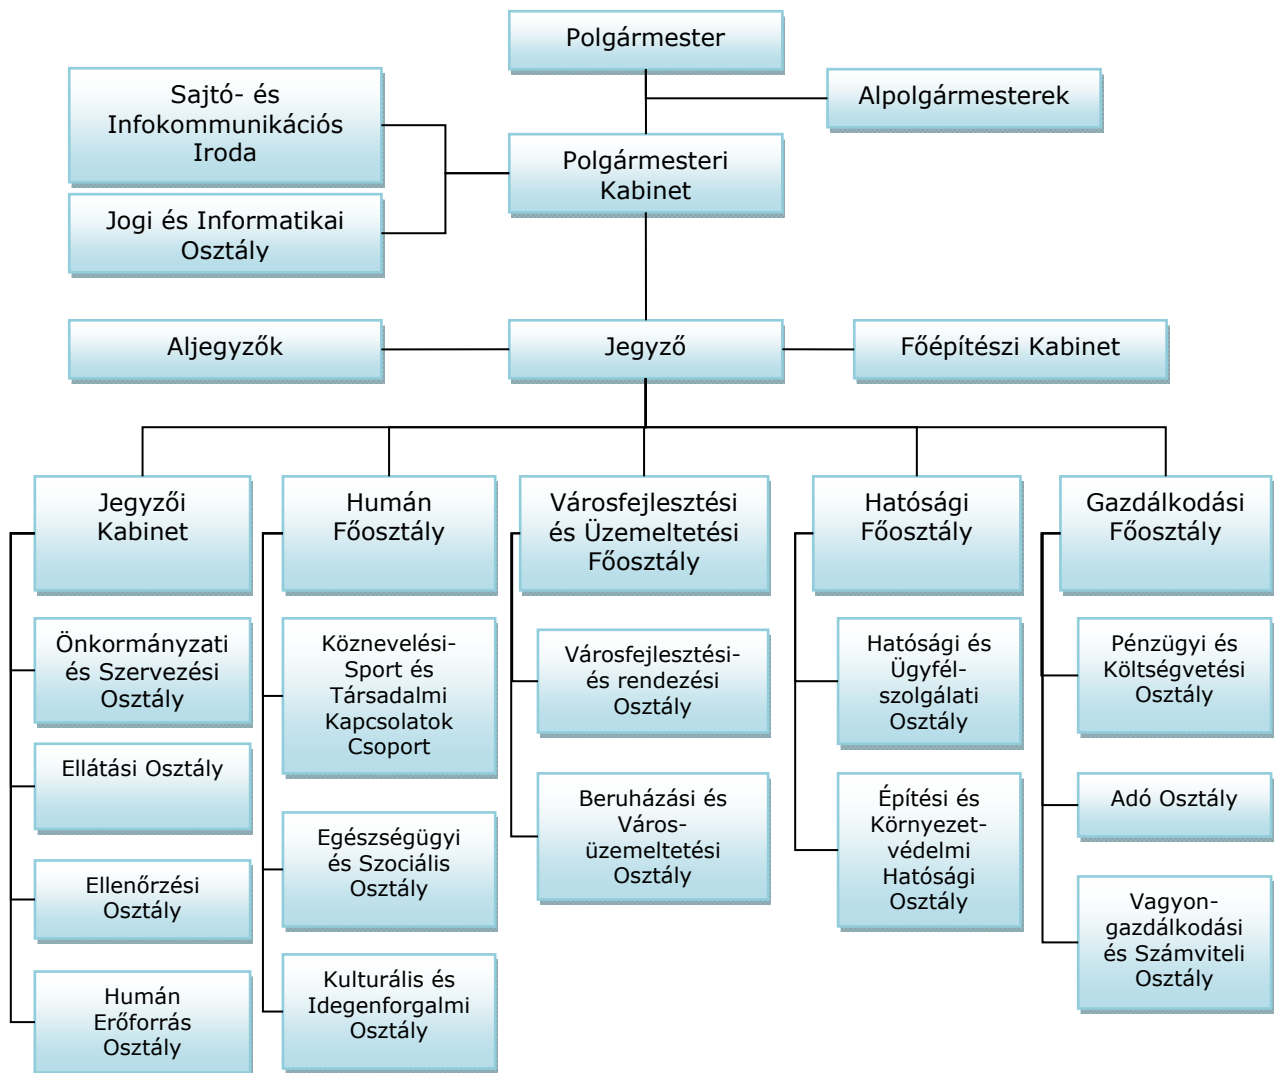 Polgármester
Alpolgármesterek
Sajtó- és
Infokommunikációs
Iroda
Polgármesteri
Kabinet
Jogi és Informatikai
Osztály
Aljegyzők
Jegyző
Főépítészi Kabinet
Jegyzői
Kabinet
Önkormányzati
és Szervezési
Osztály
Ellátási Osztály
Ellenőrzési
Osztály
Humán
Erőforrás
Osztály
Humán
Főosztály
Köznevelési-
Sport és
Társadalmi
Kapcsolatok
Csoport
Egészségügyi
és Szociális
Osztály
Kulturális és
Idegenforgalmi
Osztály
Városfejlesztési
és Üzemeltetési
Főosztály
Városfejlesztési-
és rendezési
Osztály
Beruházási és
Város-
üzemeltetési
Osztály
Hatósági
Főosztály
Hatósági és
Ügyfél-
szolgálati
Osztály
Építési és
Környezet-
védelmi
Hatósági
Osztály
Gazdálkodási
Főosztály
Pénzügyi és
Költségvetési
Osztály
Adó Osztály
Vagyon-
gazdálkodási
és Számviteli
Osztály